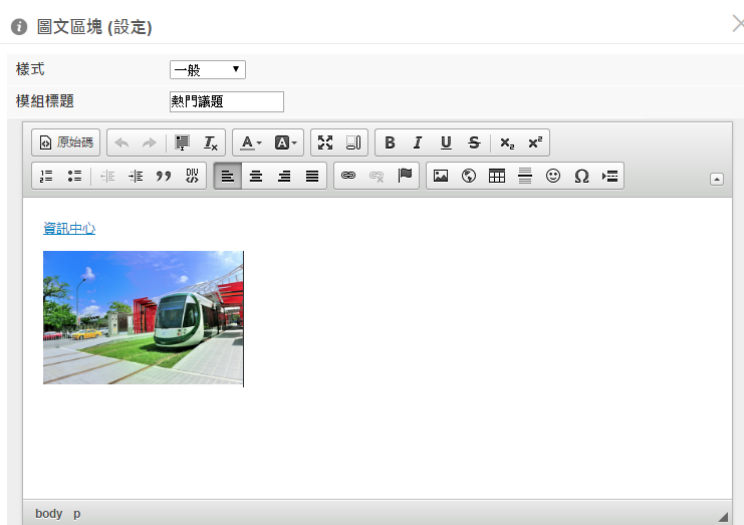 圖文區塊 (設定)
樣式 一般
模組標題 熱門議題
原始碼
資訊中心
body p